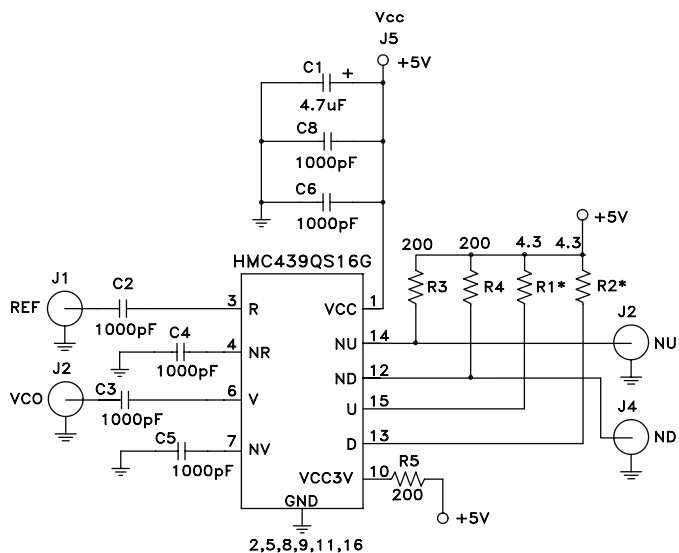 Vcc
J5
+5V
C1
+
4.7uF
C8
1000pF
C6
1000pF
+5V
200 200 4.3 4.3
HMC439QS16G
R3 R4 R1* R2*
J1
REF
C2
1000pF
3 R
VCC 1
J2
NU
C4
1000pF
4 NR
NU 14
J2
VCO
C3
1000pF
6 V
ND 12
U 15
J4
ND
C5
1000pF
7 NV
D 13
VCC3V 10
R5
200
+5V
GND
2,5,8,9,11,16